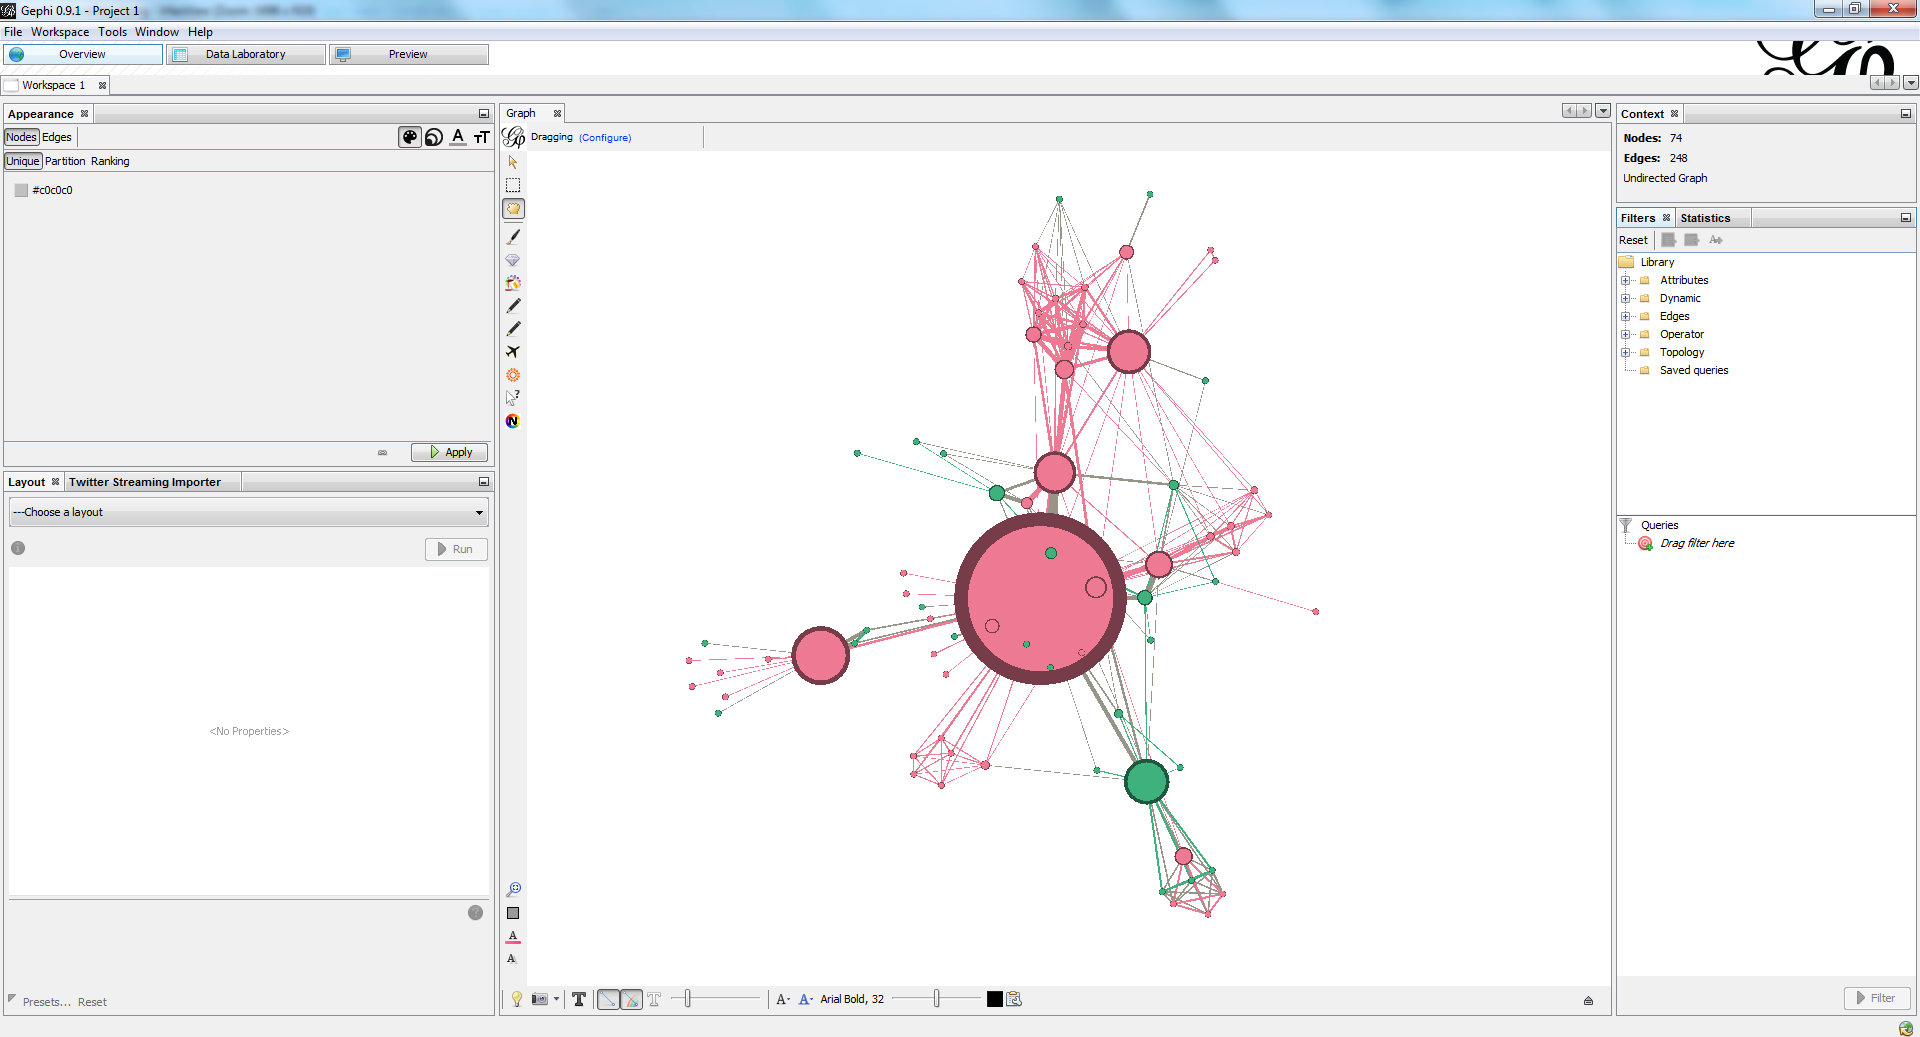 Gephi 0.9.1 - Project 1
File Workspace Tools Window Help
Overview Data Laboratory Preview
Workspace 1
Appearance
Nodes Edges
Unique Partition Ranking
#c0c0c0
Apply
Layout Twitter Streaming Importer
---Choose a layout
Run
<No Properties>
Presets... Reset
Graph
Dragging (Configure)
Arial Bold, 32
Context
Nodes: 74
Edges: 248
Undirected Graph
Filters Statistics
Reset
Library
Attributes
Dynamic
Edges
Operator
Topology
Saved queries
Queries
Drag filter here
Filter